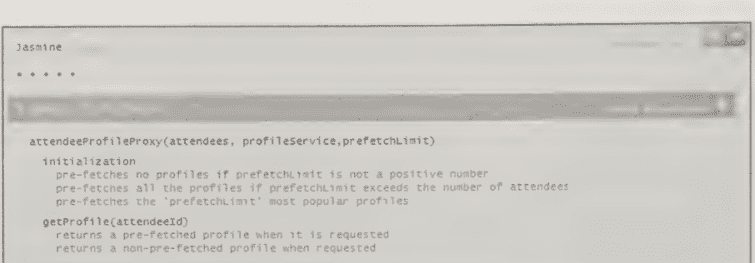 Jasmine
• • • • •
attendeeProfileProxy(attendees, profileService,prefetchLimit)
initialization
pre-fetches no profiles if prefetchLimit is not a positive number
pre-fetches all the profiles if prefetchLimit exceeds the number of attendees
pre-fetches the 'prefetchLimit' most popular profiles
getProfile(attendeeId)
returns a pre-fetched profile when it is requested
returns a non-pre-fetched profile when requested